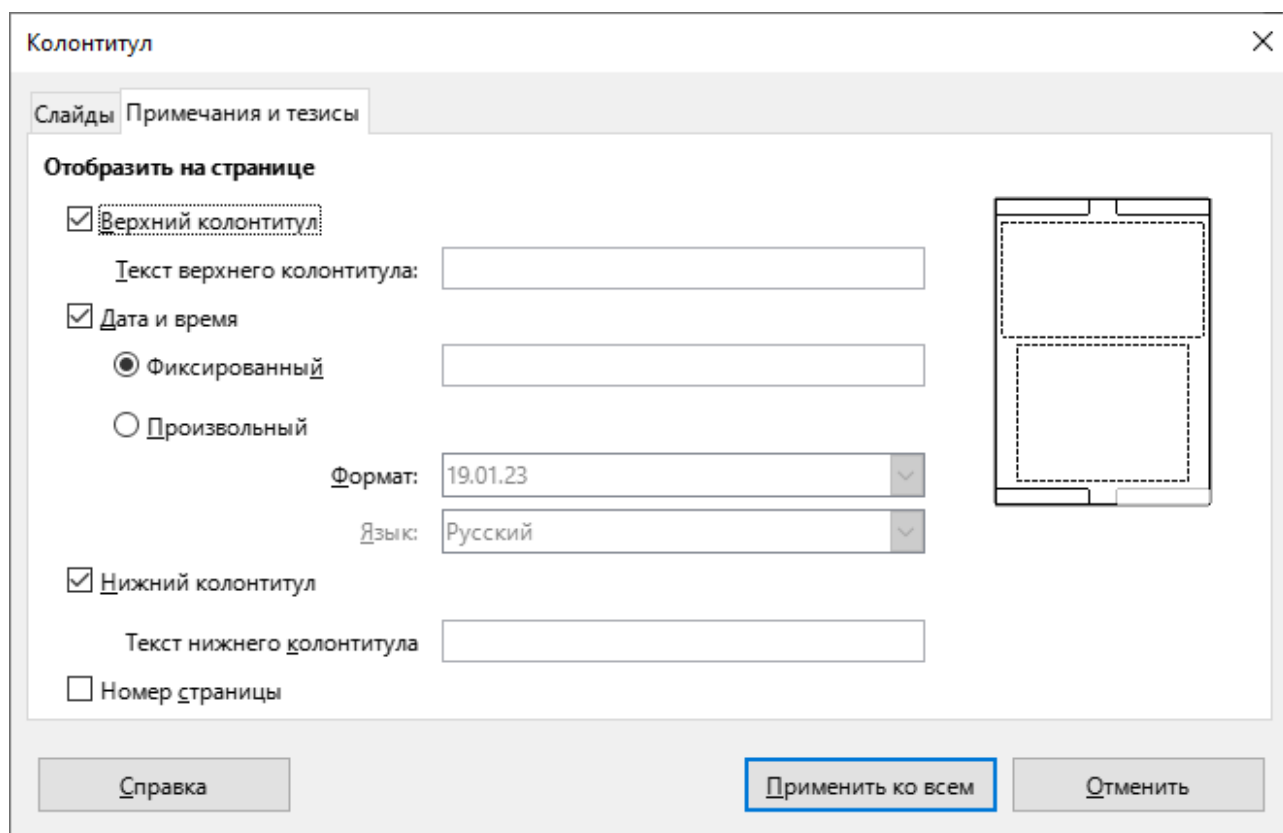 Колонтитул
Слайды Примечания и тезисы
Отобразить на странице
Верхний колонтитул
Текст верхнего колонтитула:
Дата и время
Фиксированный
Произвольный
Формат: 19.01.23
Язык: Русский
Нижний колонтитул
Текст нижнего колонтитула
Номер страницы
Справка Применить ко всем Отменить